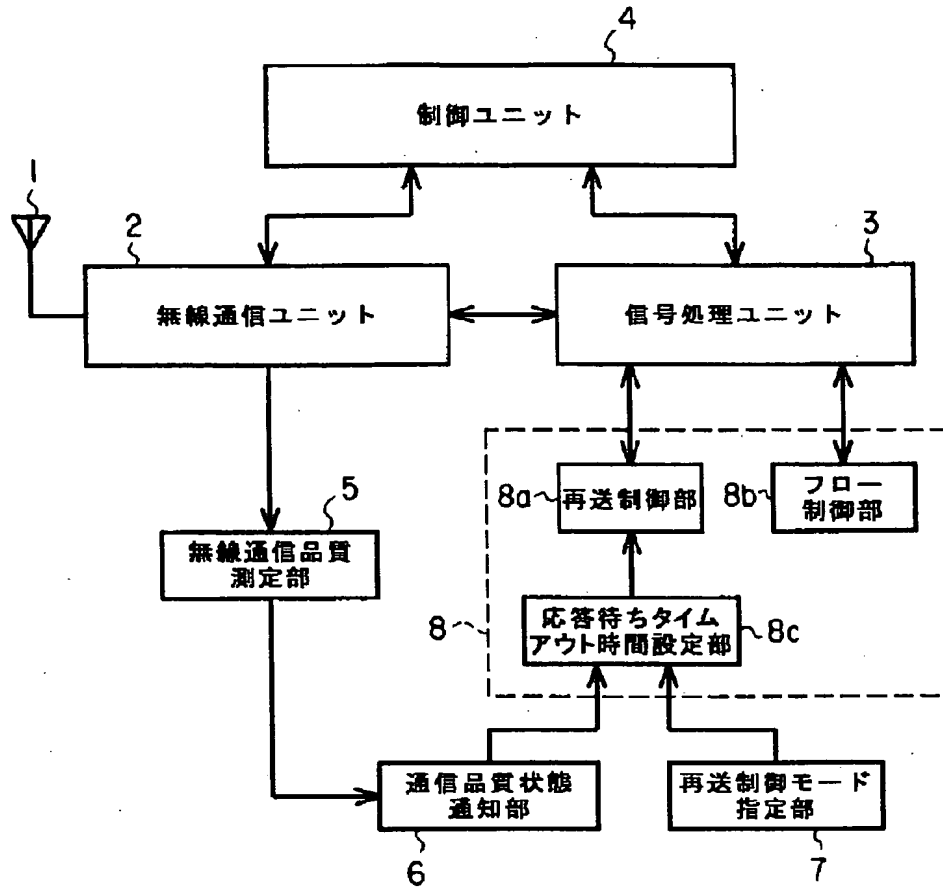 4
制御ユニット
1
2
3
無線通信ユニット
信号処理ユニット
5
8a
再送制御部
8b
フロー
制御部
無線通信品質
測定部
8
応答待ちタイム
アウト時間設定部
8c
通信品質状態
通知部
再送制御モード
指定部
6
7